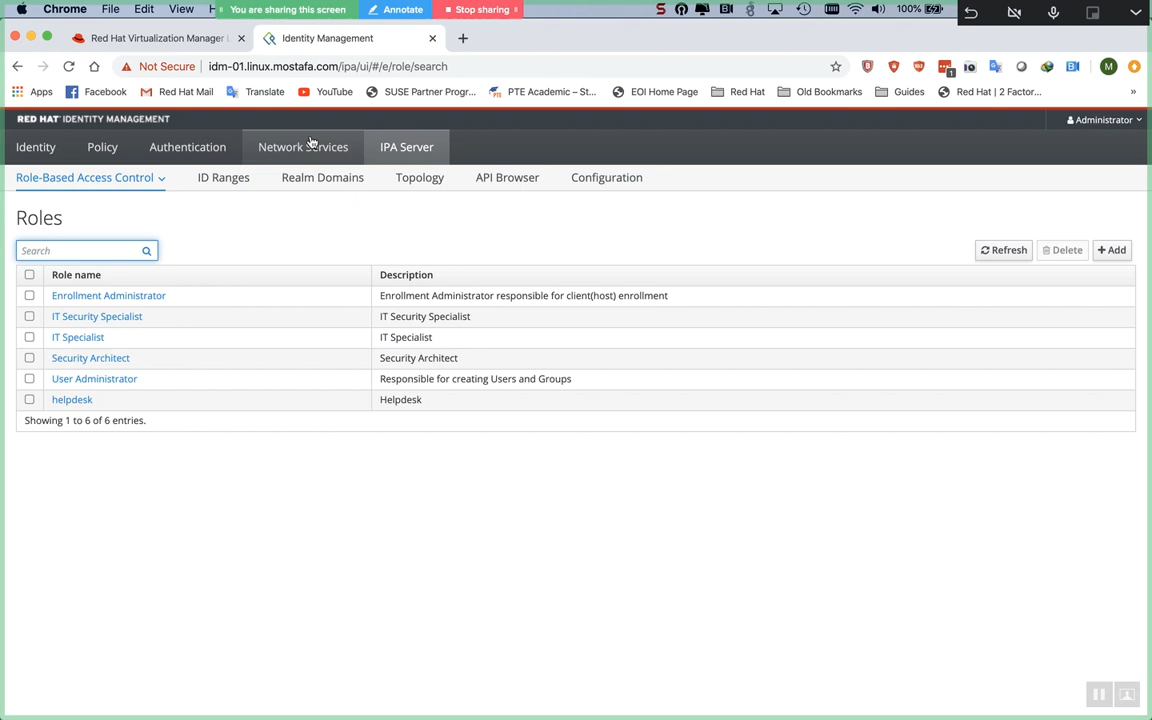 Chrome File Edit View H You are sharing this screen Annotate Stop sharing 100%
Red Hat Virtualization Manager Identity Management
Not Secure idm-01.linux.mostafa.com/ipa/ui/#/e/role/search 1 M
Apps Facebook Red Hat Mail Translate YouTube SUSE Partner Progr... PTE Academic – St... EOI Home Page Red Hat Old Bookmarks Guides Red Hat | 2 Factor... »
RED HAT IDENTITY MANAGEMENT Administrator
Identity Policy Authentication Network Services IPA Server
Role-Based Access Control ID Ranges Realm Domains Topology API Browser Configuration
Roles
Search Refresh Delete + Add
Role name Description
Enrollment Administrator Enrollment Administrator responsible for client(host) enrollment
IT Security Specialist IT Security Specialist
IT Specialist IT Specialist
Security Architect Security Architect
User Administrator Responsible for creating Users and Groups
helpdesk Helpdesk
Showing 1 to 6 of 6 entries.